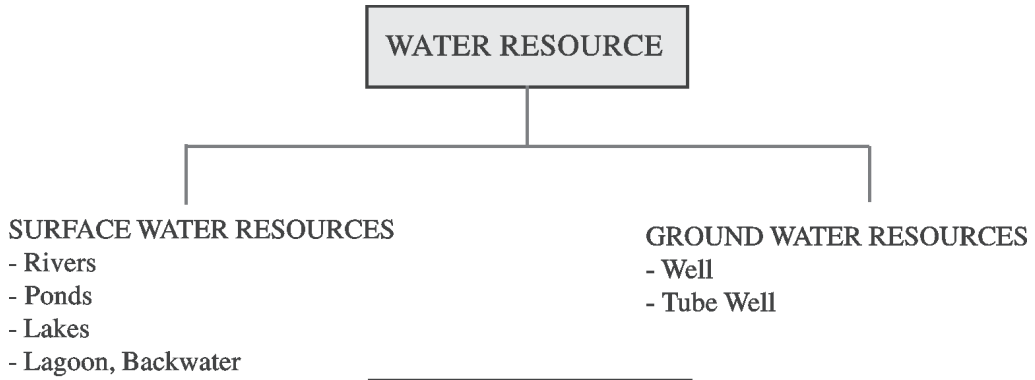 WATER RESOURCE
SURFACE WATER RESOURCES
- Rivers
- Ponds
- Lakes
- Lagoon, Backwater
GROUND WATER RESOURCES
- Well
- Tube Well